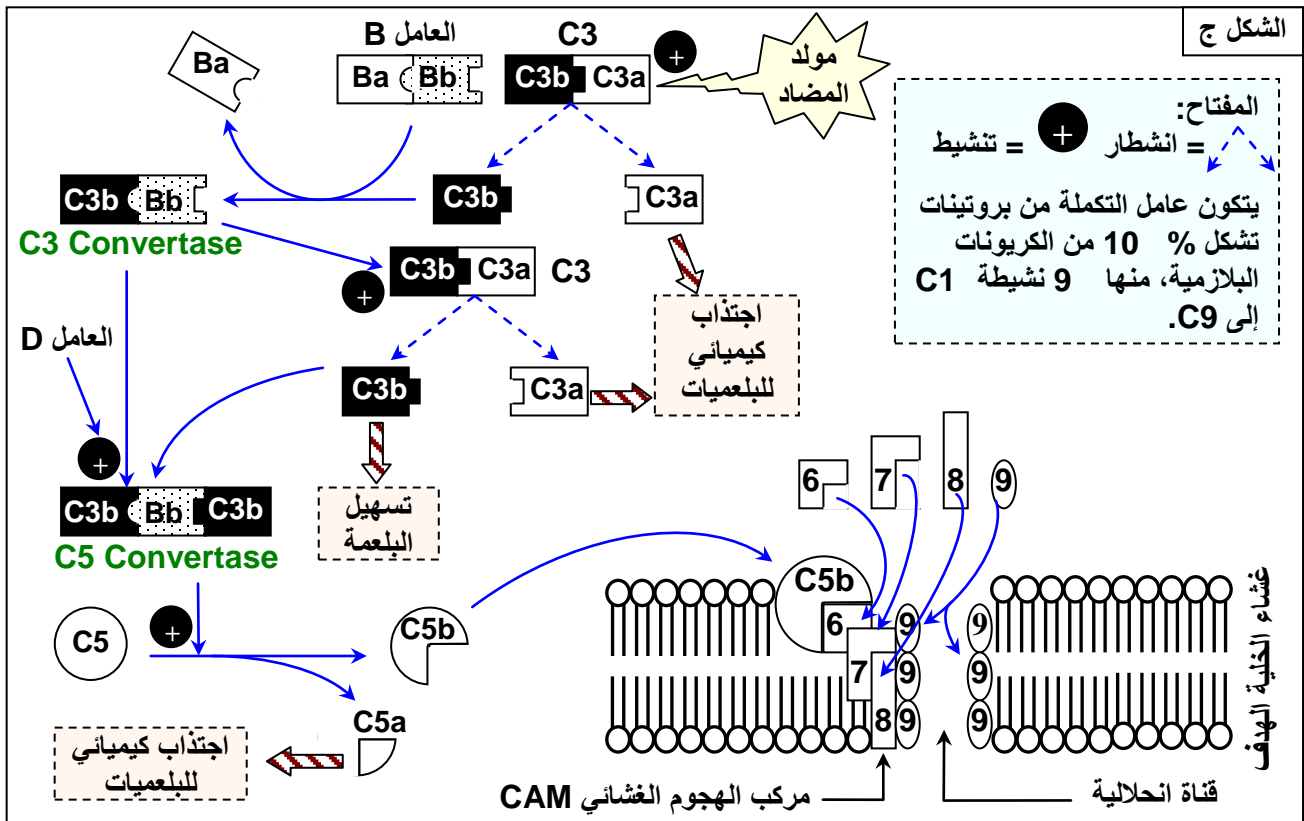 الشكل ج
مولد
المضاد
+
C3
C3b C3a
العامل B
Ba Bb
Ba
المفتاح:
= انشطار + = تنشيط
يتكون عامل التكملة من بروتينات
تشكل % 10 من الكريونات
البلازمية، منها 9 نشيطة C1
إلى C9.
C3b Bb
C3 Convertase
C3b
C3a
C3b C3a C3
+
اجتذاب
كيميائي
للبلعميات
العامل D
+
C3b
C3a
تسهيل
البلعمة
C3b Bb C3b
C5 Convertase
C5
+
C5b
C5a
اجتذاب كيميائي
للبلعميات
6 7 8 9
C5b
6 9 9
7 9 9
8 9 9
غشاء الخلية الهدف
مركب الهجوم الغشائي CAM
قناة انحلالية